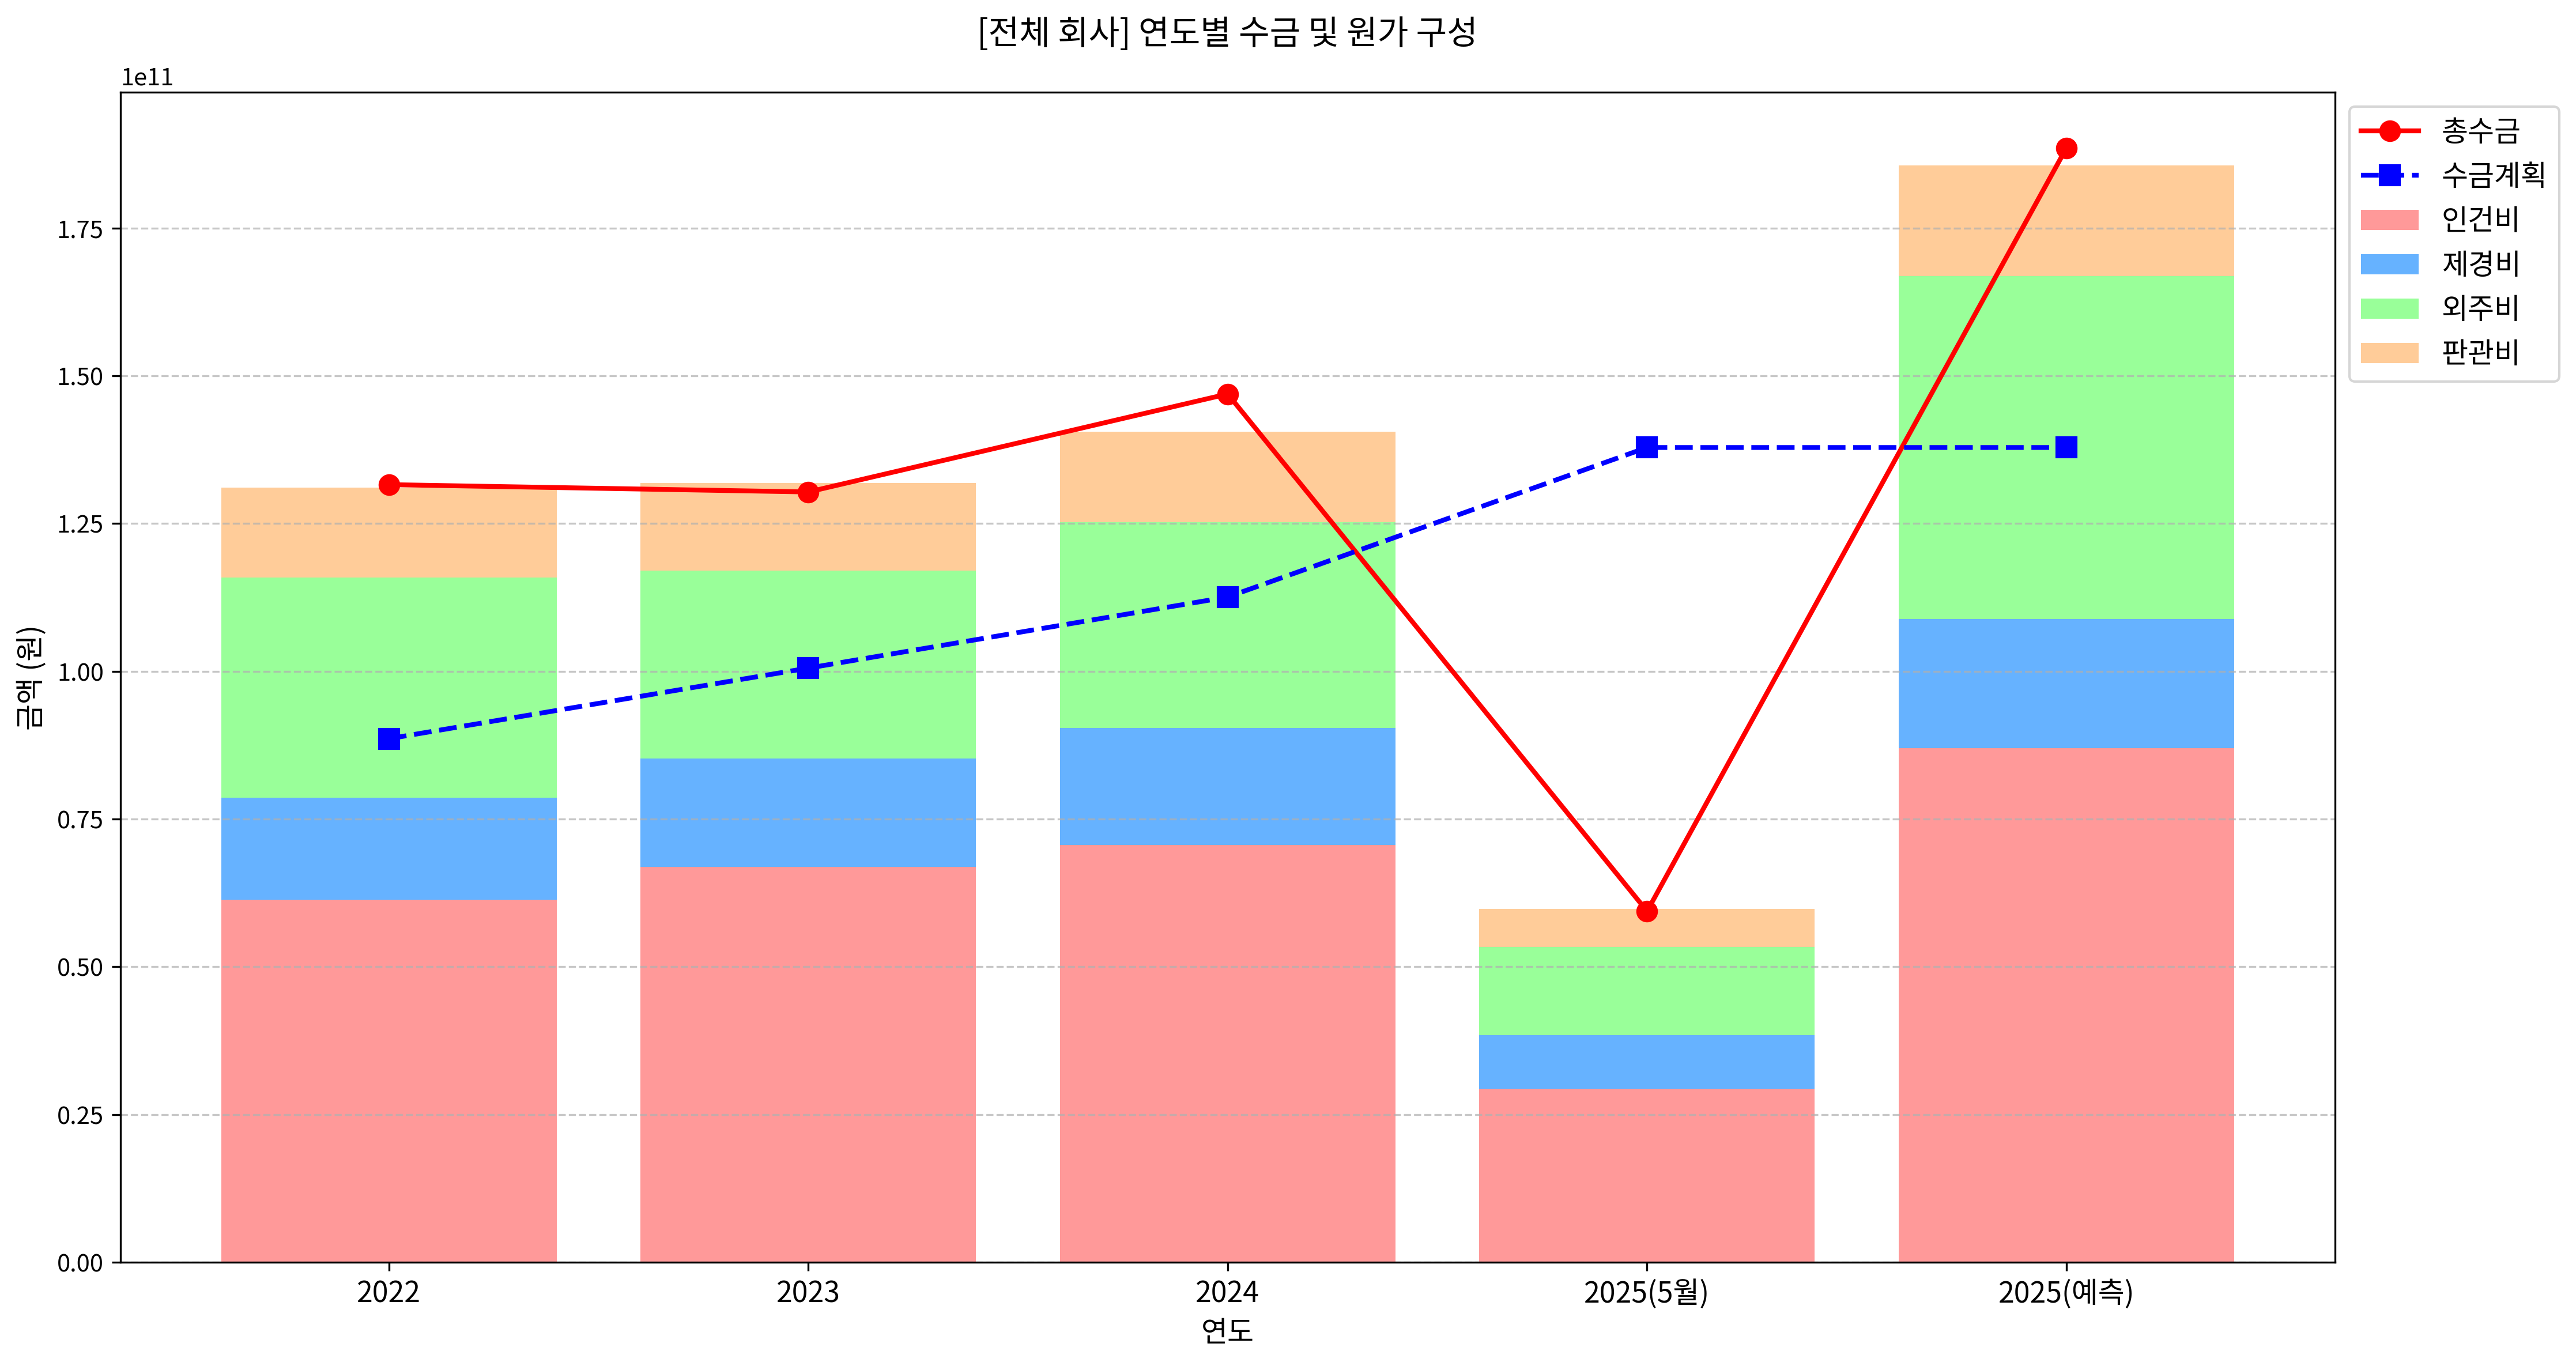 [전체 회사] 연도별 수금 및 원가 구성
1e11
총수금
수금계획
인건비
제경비
외주비
판관비
1.75
1.50
1.25
1.00
0.75
0.50
0.25
0.00
금액 (원)
2022
2023
2024
2025(5월)
2025(예측)
연도